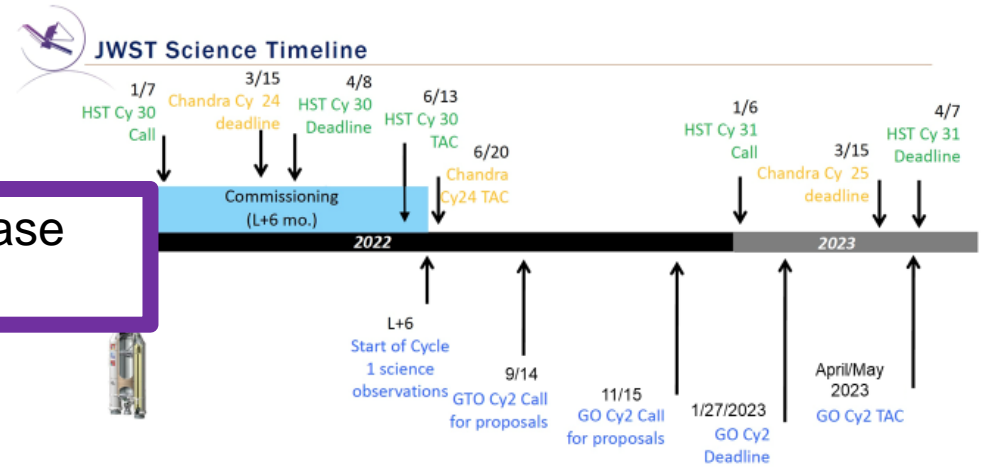 JWST Science Timeline
1/7
HST Cy 30
Call
3/15
Chandra Cy 24
deadline
4/8
HST Cy 30
Deadline
6/13
HST Cy 30
TAC
6/20
Chandra
Cy24 TAC
1/6
HST Cy 31
Call
3/15
Chandra Cy 25
deadline
4/7
HST Cy 31
Deadline
Commissioning
(L+6 mo.)
2022
2023
L+6
Start of Cycle
1 science
observations
9/14
GTO Cy2 Call
for proposals
11/15
GO Cy2 Call
for proposals
1/27/2023
GO Cy2
Deadline
April/May
2023
GO Cy2 TAC